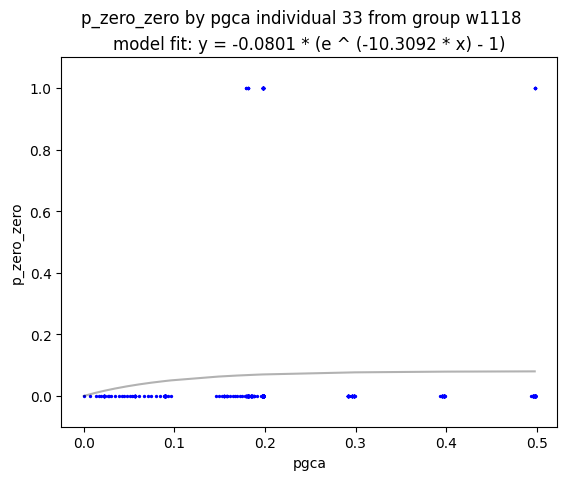 p_zero_zero by pgca individual 33 from group w1118
model fit: y = -0.0801 * (e ^ (-10.3092 * x) - 1)
1.0
0.8
0.6
0.4
0.2
0.0
p_zero_zero
0.0 0.1 0.2 0.3 0.4 0.5
pgca